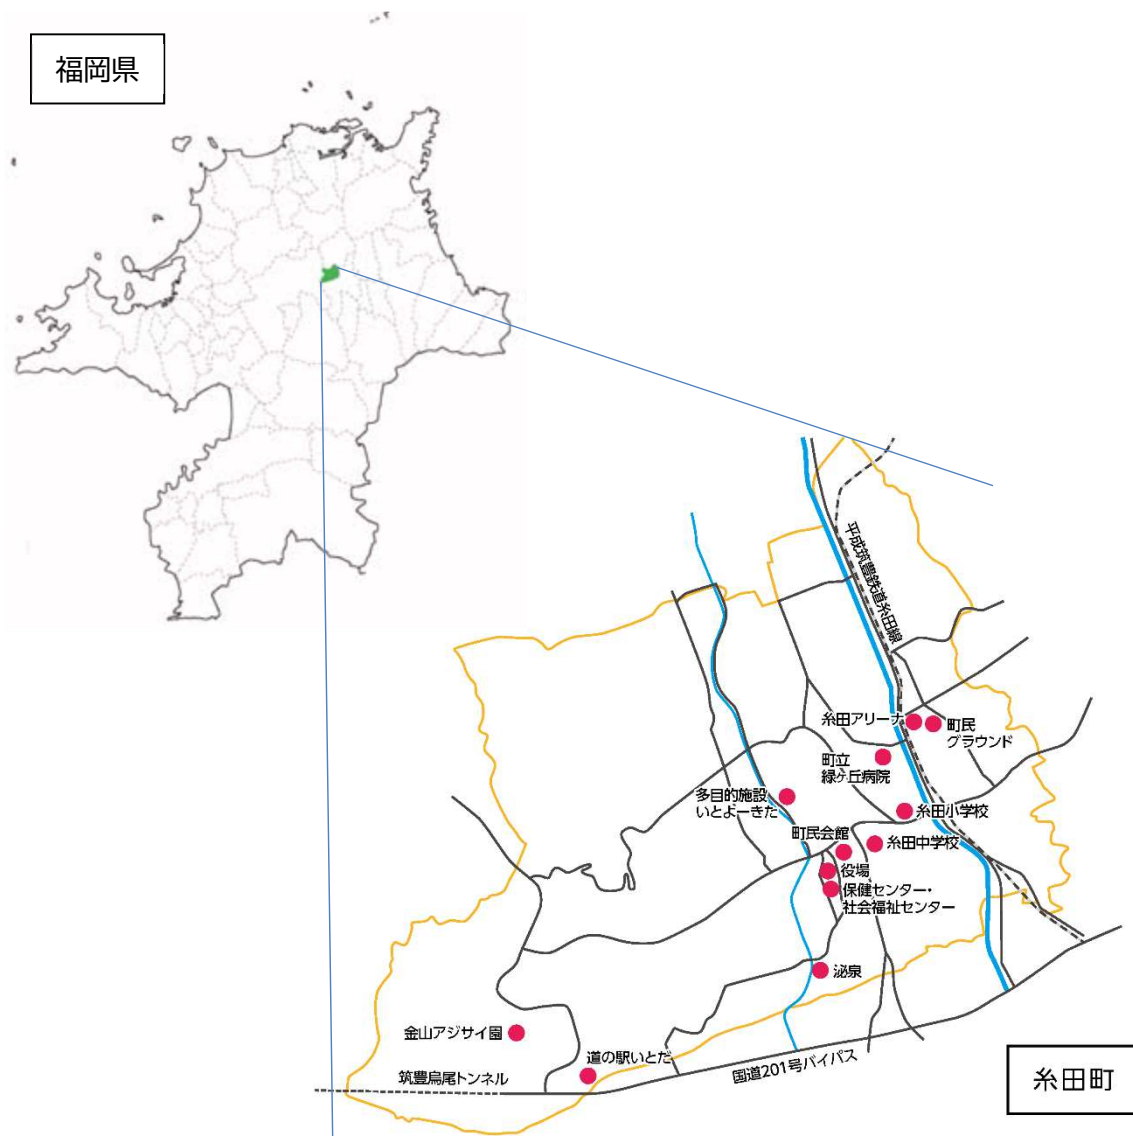 福岡県
平成筑豊鉄道糸田線
糸田アリーナ
町民
グラウンド
町立
緑ヶ丘病院
多目的施設
いとよーきた
糸田小学校
町民会館
糸田中学校
役場
保健センター・
社会福祉センター
泌泉
金山アジサイ園
道の駅いとだ
筑豊烏尾トンネル
国道201号バイパス
糸田町